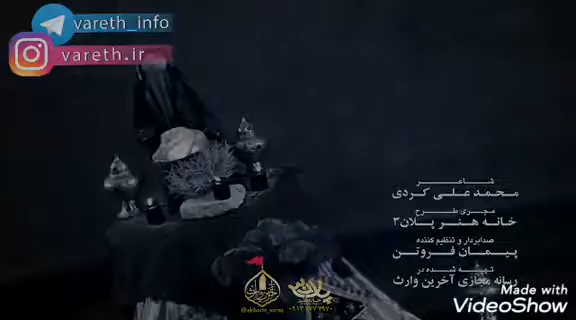 vareth_info
vareth.ir
شاعر
محمد علی کردی
مجری طرح
خانه هنر پلان۳
صدابردار و تنظیم کننده
پیمان فروتن
تهیه شده در
رسانه مجازی آخرین وارث
Made with
VideoShow